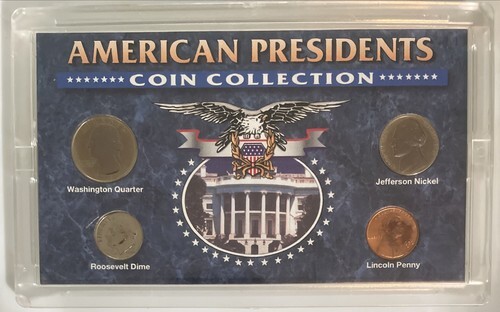 AMERICAN PRESIDENTS
COIN COLLECTION
Washington Quarter
Jefferson Nickel
Roosevelt Dime
Lincoln Penny